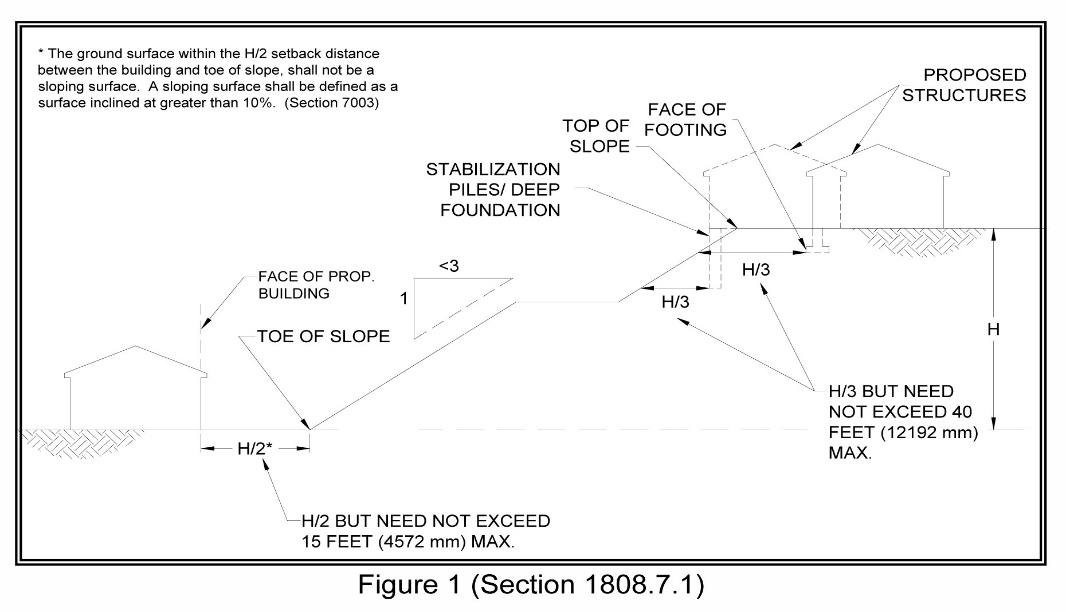 * The ground surface within the H/2 setback distance
between the building and toe of slope, shall not be a
sloping surface.  A sloping surface shall be defined as a
surface inclined at greater than 10%.  (Section 7003)
PROPOSED
STRUCTURES
FACE OF
FOOTING
TOP OF
SLOPE
STABILIZATION
PILES/ DEEP
FOUNDATION
<3
1
FACE OF PROP.
BUILDING
TOE OF SLOPE
H/3
H/3
H
H/3 BUT NEED
NOT EXCEED 40
FEET (12192 mm)
MAX.
H/2*
H/2 BUT NEED NOT EXCEED
15 FEET (4572 mm) MAX.
Figure 1 (Section 1808.7.1)